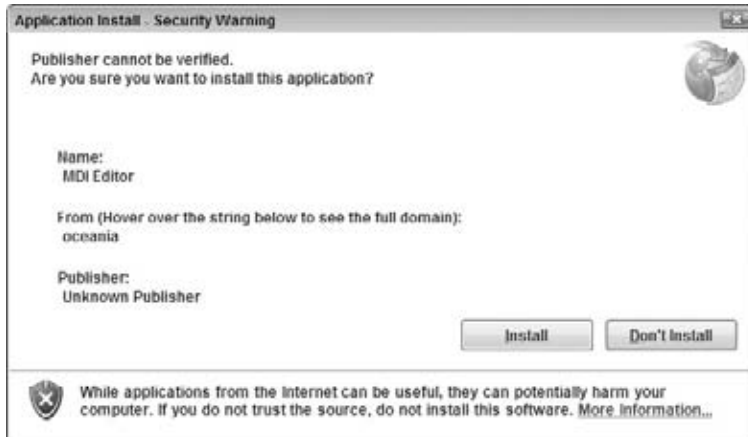 Application Install - Security Warning
Publisher cannot be verified.
Are you sure you want to install this application?
Name:
MDI Editor
From (Hover over the string below to see the full domain):
oceania
Publisher:
Unknown Publisher
Install Don't Install
While applications from the Internet can be useful, they can potentially harm your
computer. If you do not trust the source, do not install this software. More Information...